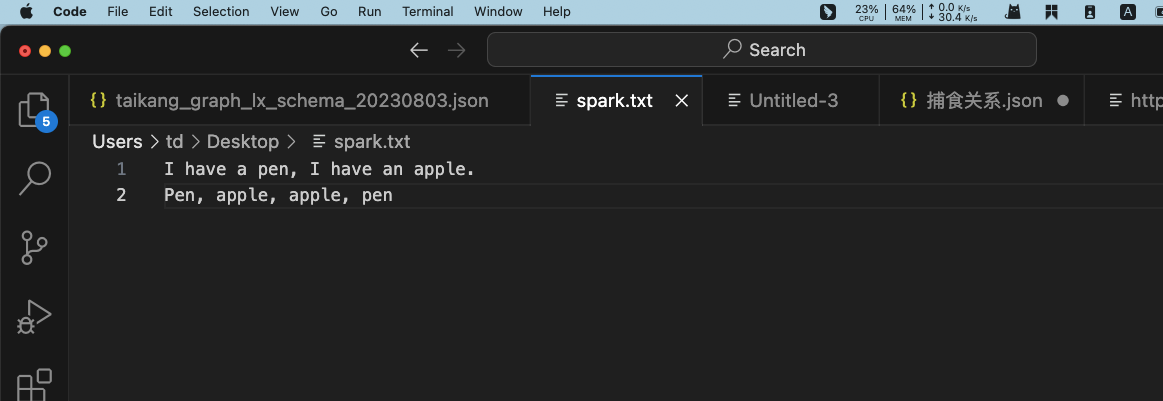 Code File Edit Selection View Go Run Terminal Window Help 23% CPU 64% MEM ↑ 0.0 K/s ↓ 30.4 K/s A
← → Search
{} taikang_graph_lx_schema_20230803.json spark.txt × Untitled-3 {} 捕食关系.json ● http
5
Users > td > Desktop > spark.txt
1 I have a pen, I have an apple.
2 Pen, apple, apple, pen